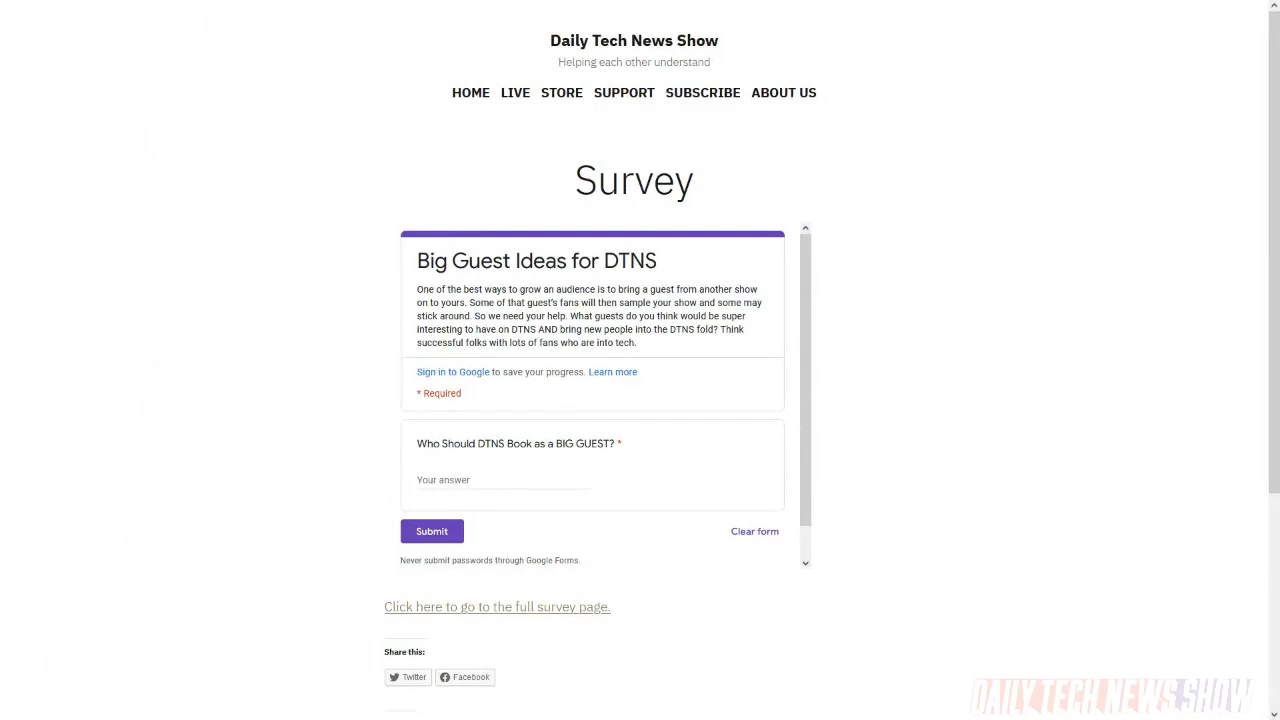 Daily Tech News Show
Helping each other understand
HOME LIVE STORE SUPPORT SUBSCRIBE ABOUT US
Survey
Big Guest Ideas for DTNS
One of the best ways to grow an audience is to bring a guest from another show
on to yours. Some of that guest's fans will then sample your show and some may
stick around. So we need your help. What guests do you think would be super
interesting to have on DTNS AND bring new people into the DTNS fold? Think
successful folks with lots of fans who are into tech.
Sign in to Google to save your progress. Learn more
* Required
Who Should DTNS Book as a BIG GUEST? *
Your answer
Submit
Clear form
Never submit passwords through Google Forms.
Click here to go to the full survey page.
Share this:
Twitter
Facebook
DAILY TECH NEWS SHOW